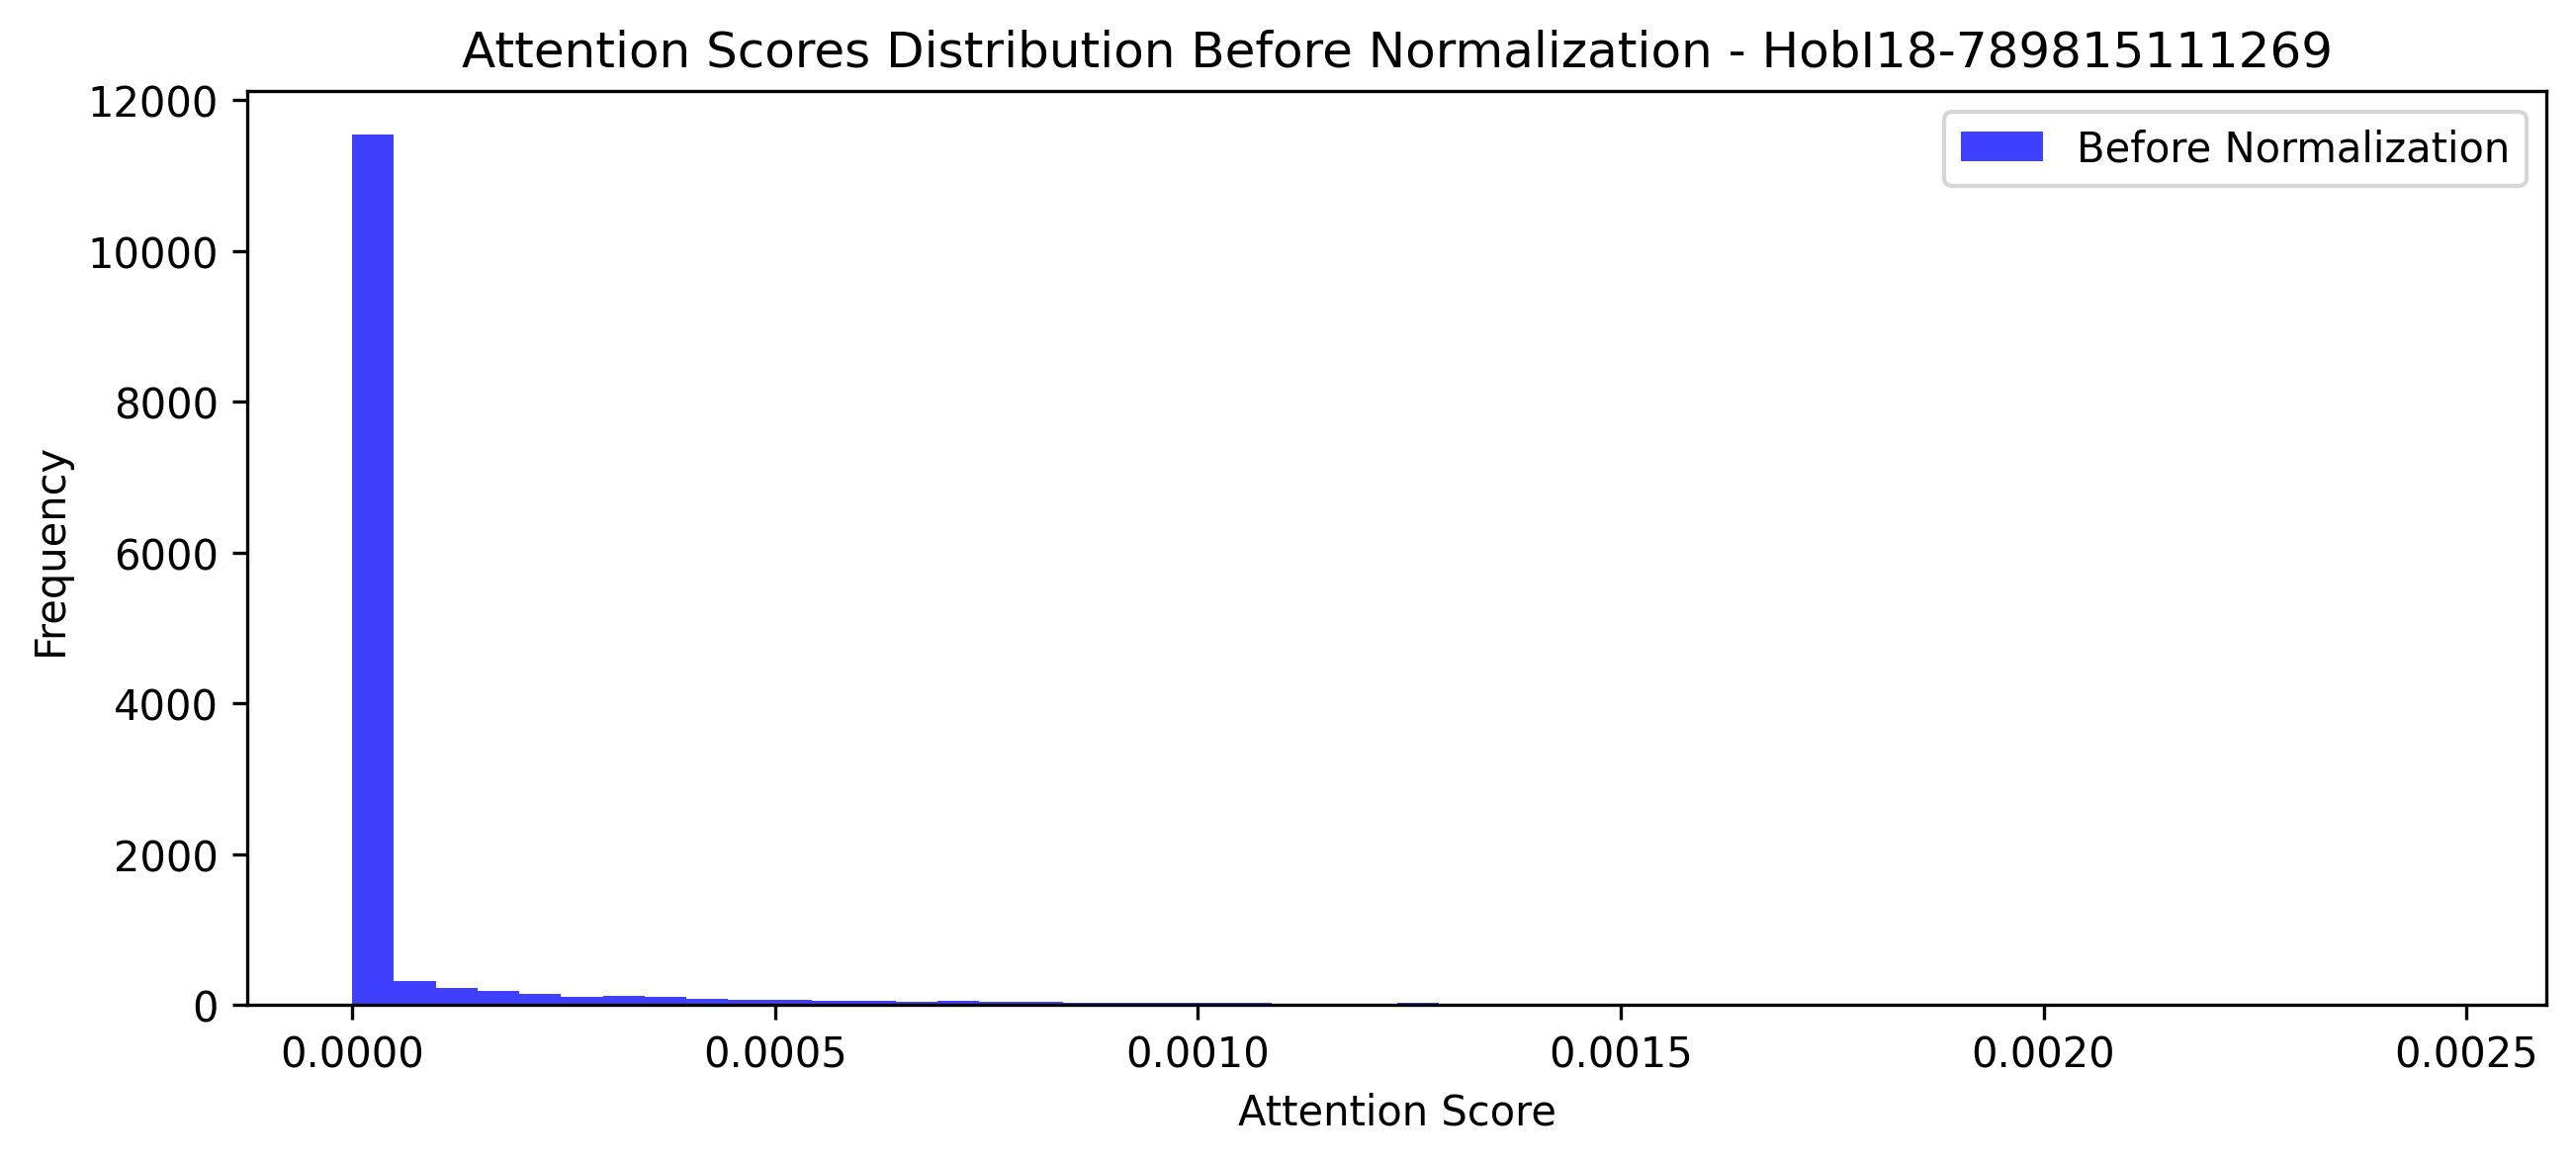 Attention Scores Distribution Before Normalization - HobI18-789815111269
Before Normalization
12000
10000
8000
6000
4000
2000
0
Frequency
0.0000 0.0005 0.0010 0.0015 0.0020 0.0025
Attention Score